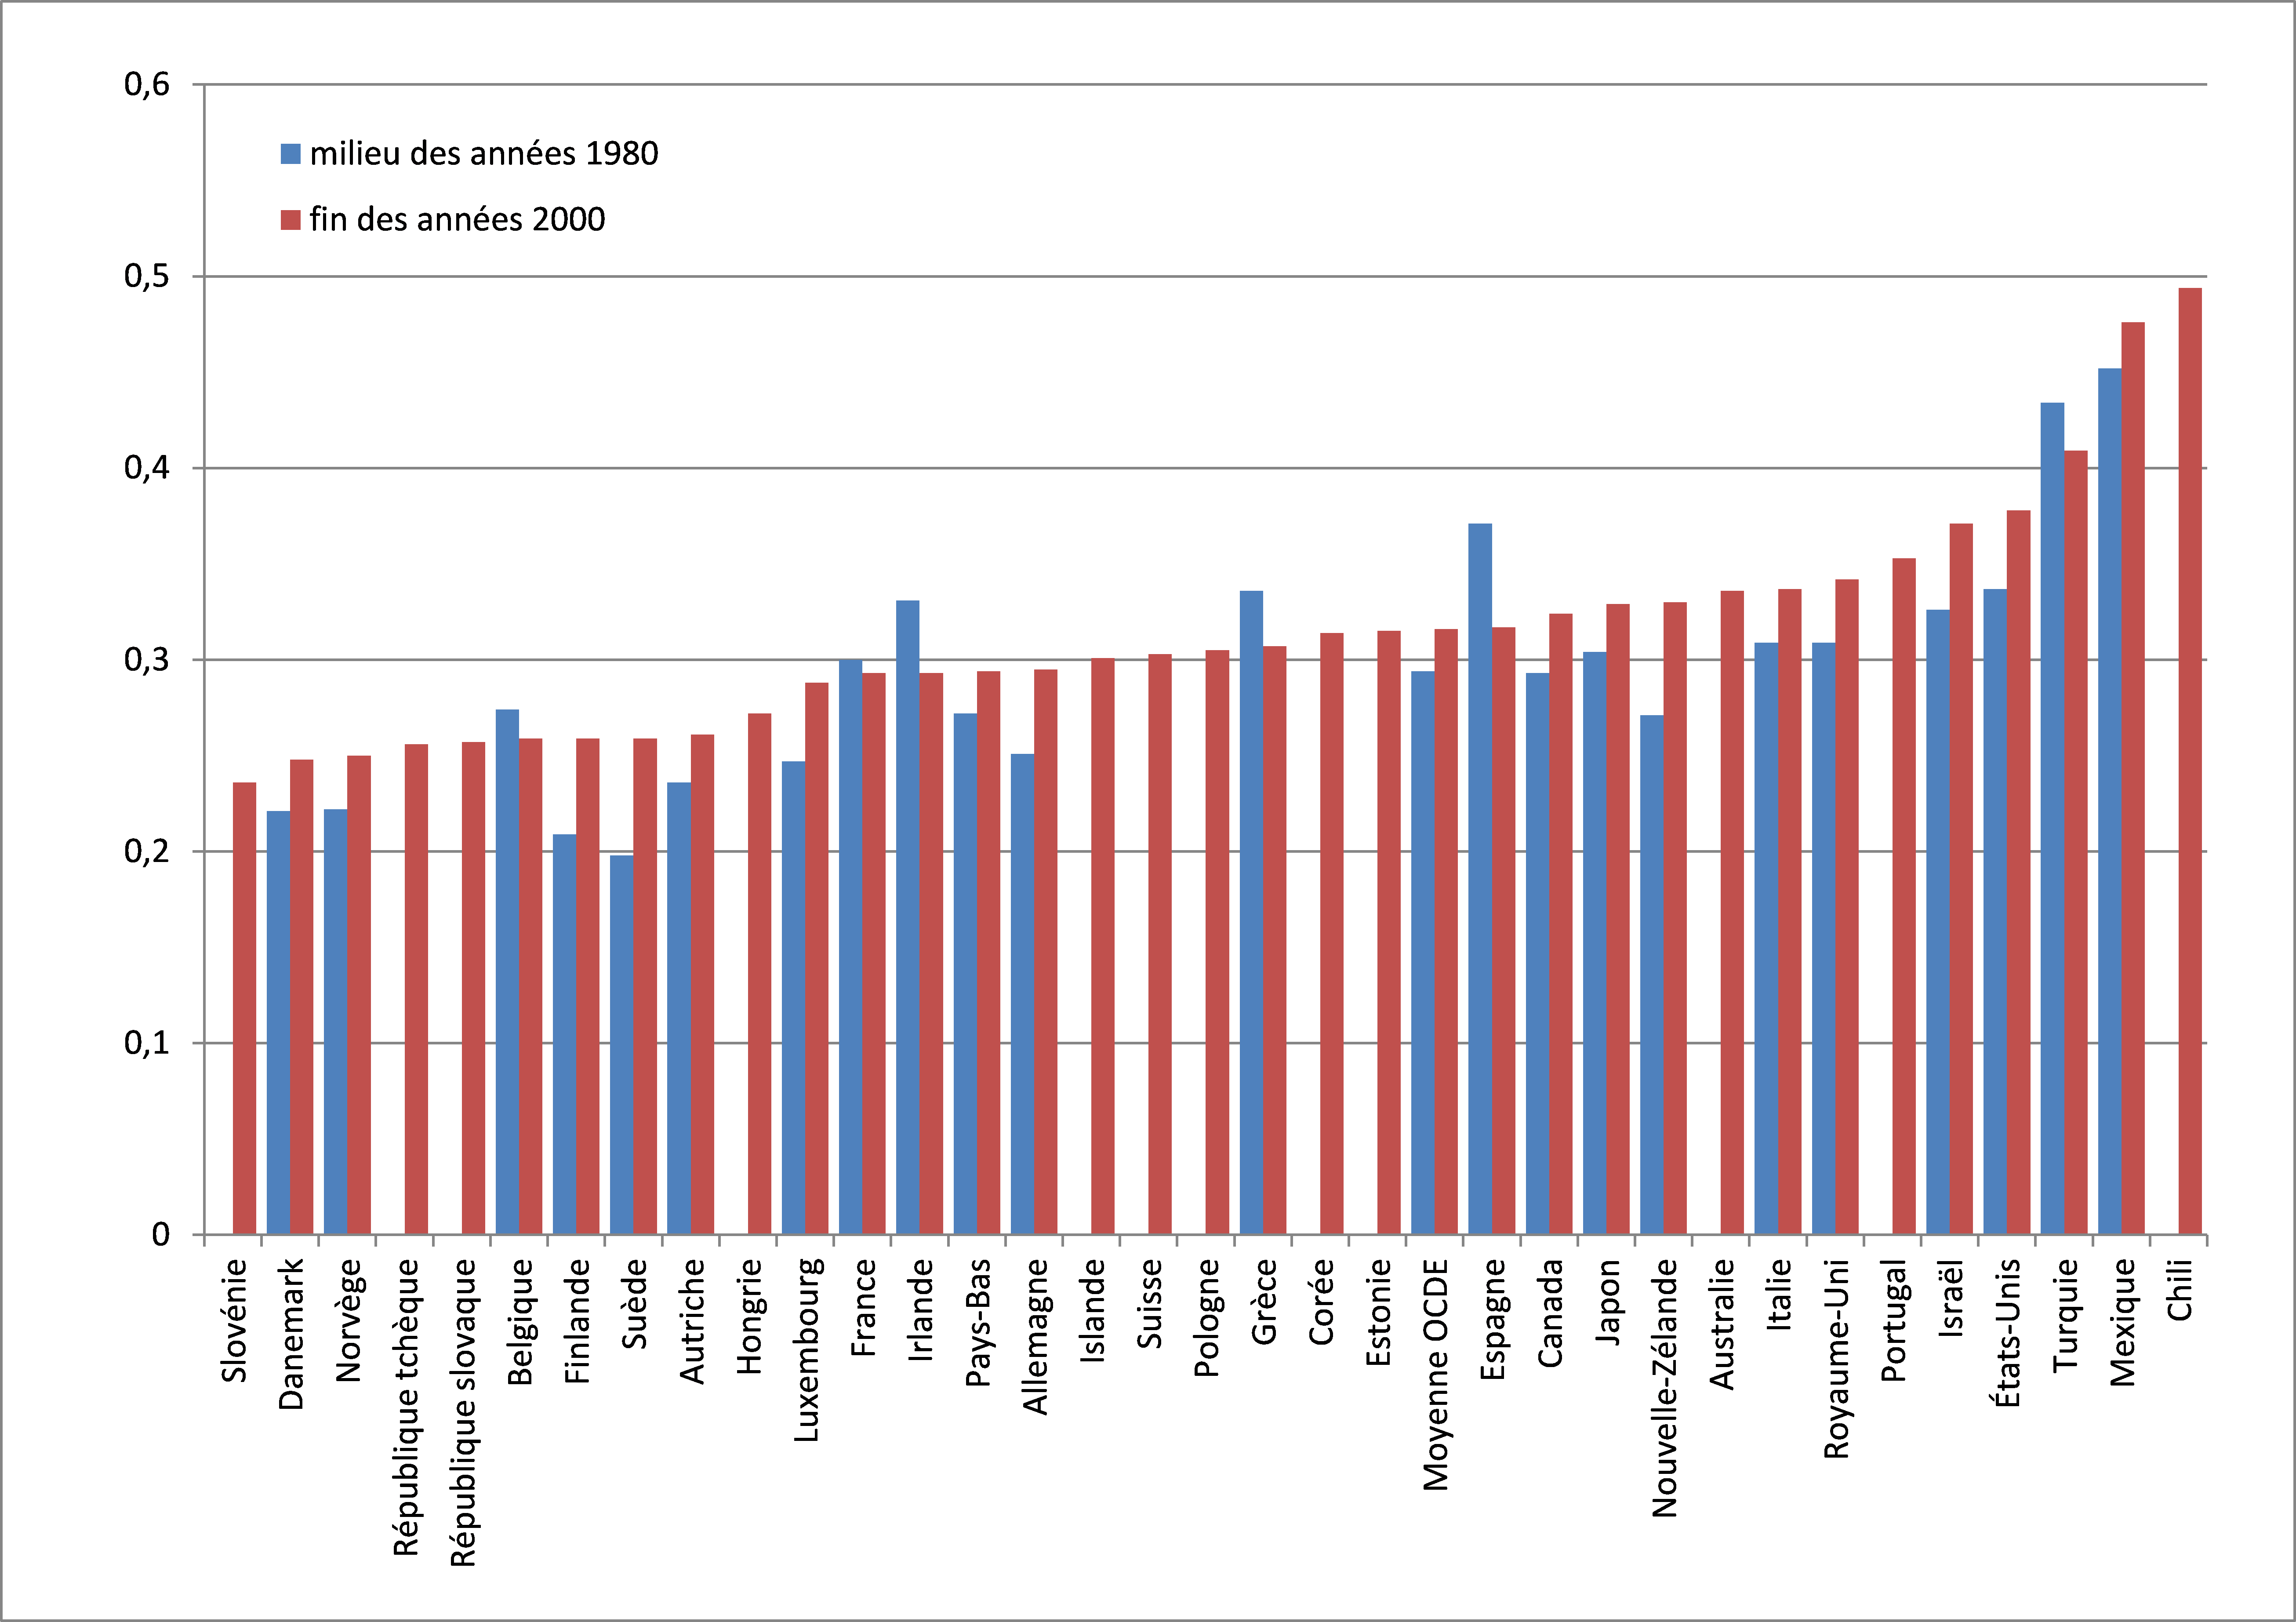 0,6
milieu des années 1980
fin des années 2000
0,5
0,4
0,3
0,2
0,1
0
Slovénie
Danemark
Norvège
République tchèque
République slovaque
Belgique
Finlande
Suède
Autriche
Hongrie
Luxembourg
France
Irlande
Pays-Bas
Allemagne
Islande
Suisse
Pologne
Grèce
Corée
Estonie
Moyenne OCDE
Espagne
Canada
Japon
Nouvelle-Zélande
Australie
Italie
Royaume-Uni
Portugal
Israël
États-Unis
Turquie
Mexique
Chili